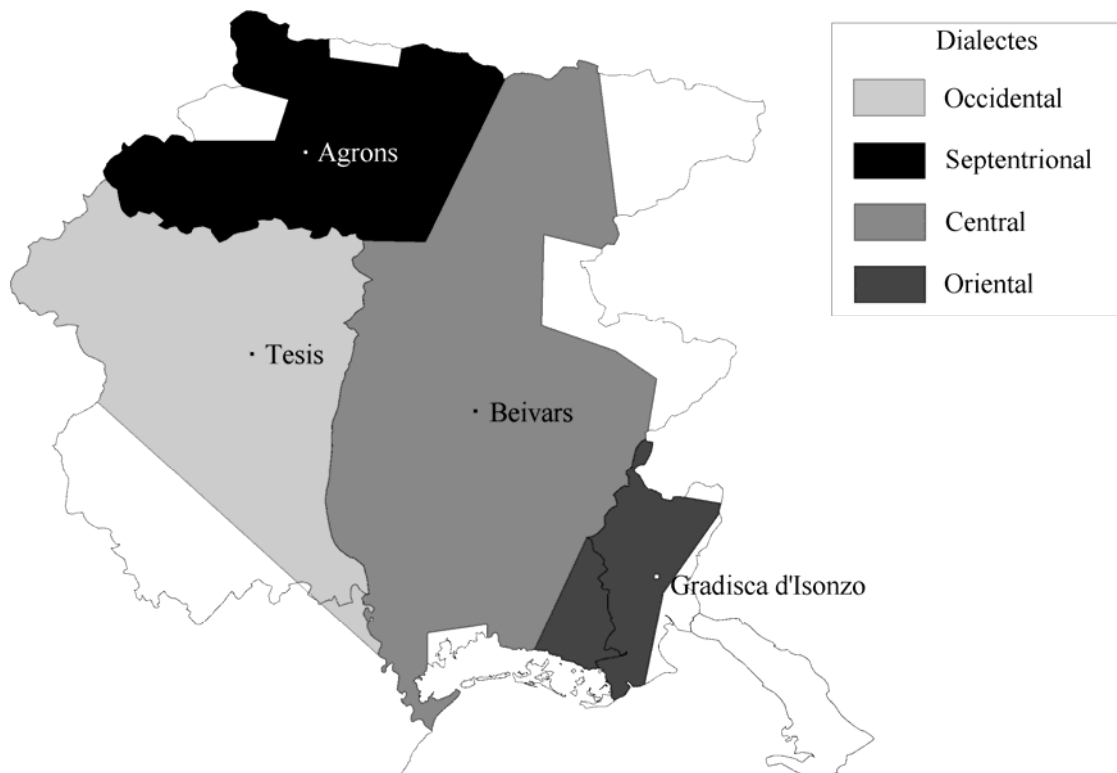 Dialectes
Occidental
Septentrional
Central
Oriental
Agrons
Tesis
Beivars
Gradisca d'Isonzo